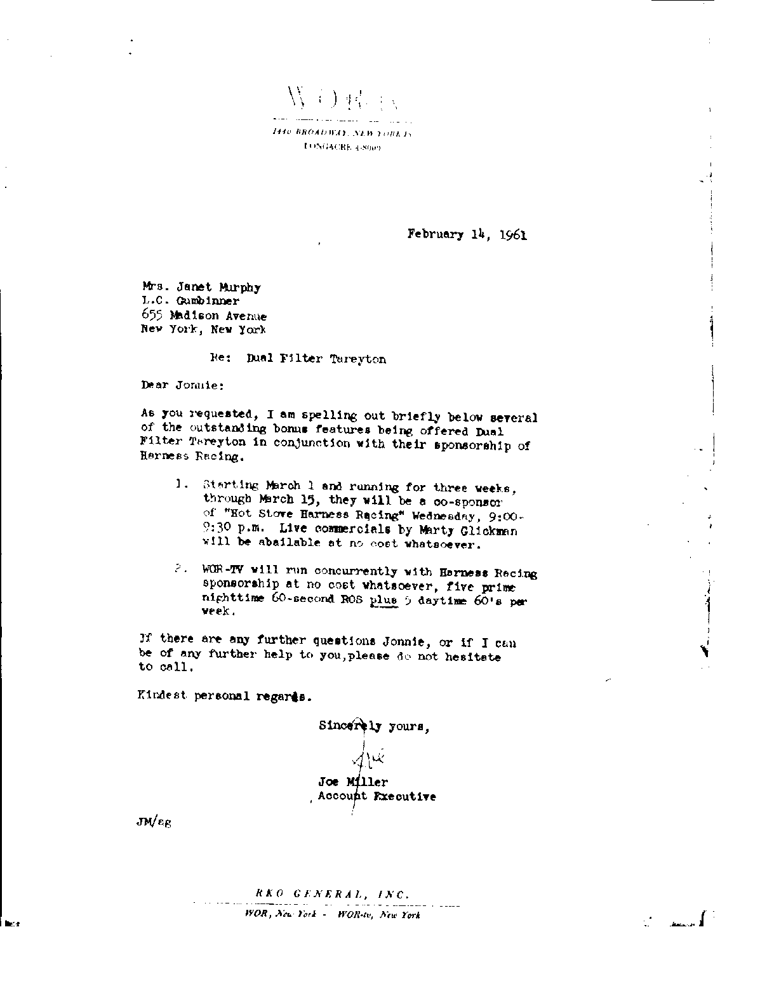 WOR-TV
1440 BROADWAY, NEW YORK 18
LONGACRE 4-8000
February 14, 1961
Mrs. Janet Murphy
L.C. Gumbinner
655 Madison Avenue
New York, New York
Re: Dual Filter Tareyton
Dear Jonnie:
As you requested, I am spelling out briefly below several
of the outstanding bonus features being offered Dual
Filter Tareyton in conjunction with their sponsorship of
Harness Racing.
1. Starting March 1 and running for three weeks,
through March 15, they will be a co-sponsor
of "Hot Stove Harness Racing" Wednesday, 9:00-
9:30 p.m. Live commercials by Marty Glickman
will be abailable at no cost whatsoever.
2. WOR-TV will run concurrently with Harness Racing
sponsorship at no cost whatsoever, five prime
nighttime 60-second ROS plus 5 daytime 60's per
week.
If there are any further questions Jonnie, or if I can
be of any further help to you,please do not hesitate
to call.
Kindest personal regards.
Sincerely yours,
Joe
Joe Miller
Account Executive
JM/sg
RKO GENERAL, INC.
WOR, New York - WOR-tv, New York